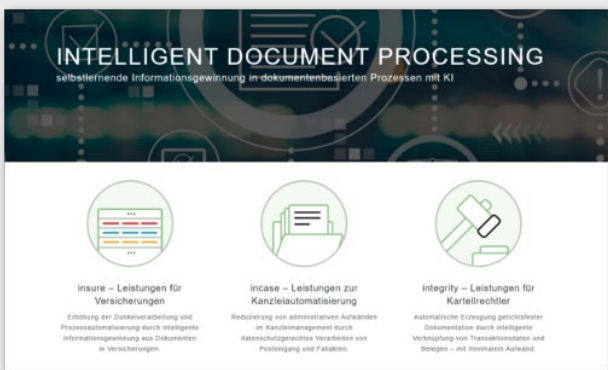 INTELLIGENT DOCUMENT PROCESSING
selbstlernende Informationsgewinnung in dokumentenbasierten Prozessen mit KI
insure – Leistungen für
Versicherungen
Erhöhung der Dunkelverarbeitung und
Prozessautomatisierung durch intelligente
Informationsgewinnung aus Dokumenten
in Versicherungen.
incase – Leistungen zur
Kanzleiautomatisierung
Reduzierung von administrativen Aufwänden
im Kanzleimanagement durch
datenschutzgerechtes Verarbeiten von
Posteingang und Fallakten.
integrity – Leistungen für
Kartellrechtler
Automatische Erzeugung gerichtsfester
Dokumentation durch intelligente
Verknüpfung von Transaktionsdaten und
Belegen – mit minimalem Aufwand.